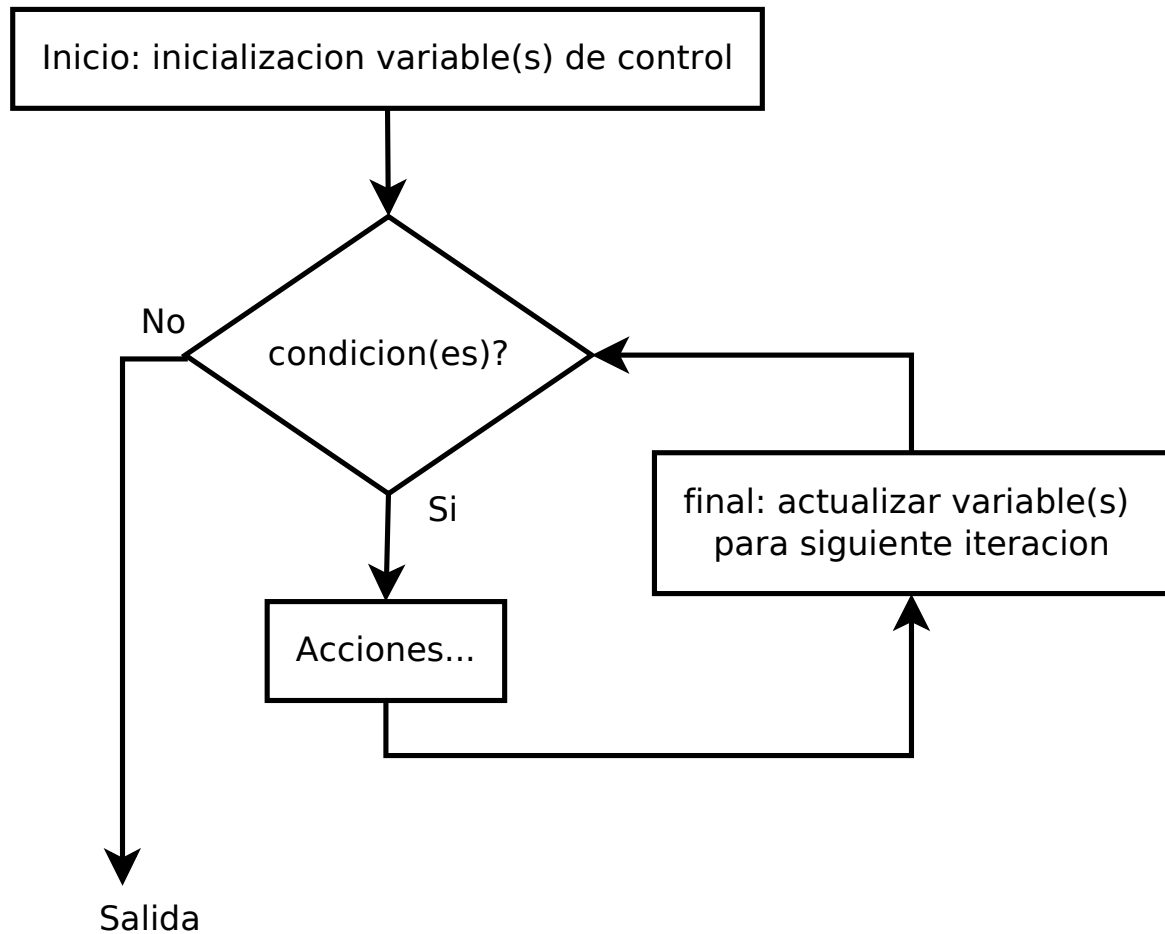 Inicio: inicializacion variable(s) de control
No
condicion(es)?
Si
final: actualizar variable(s)
para siguiente iteracion
Acciones...
Salida